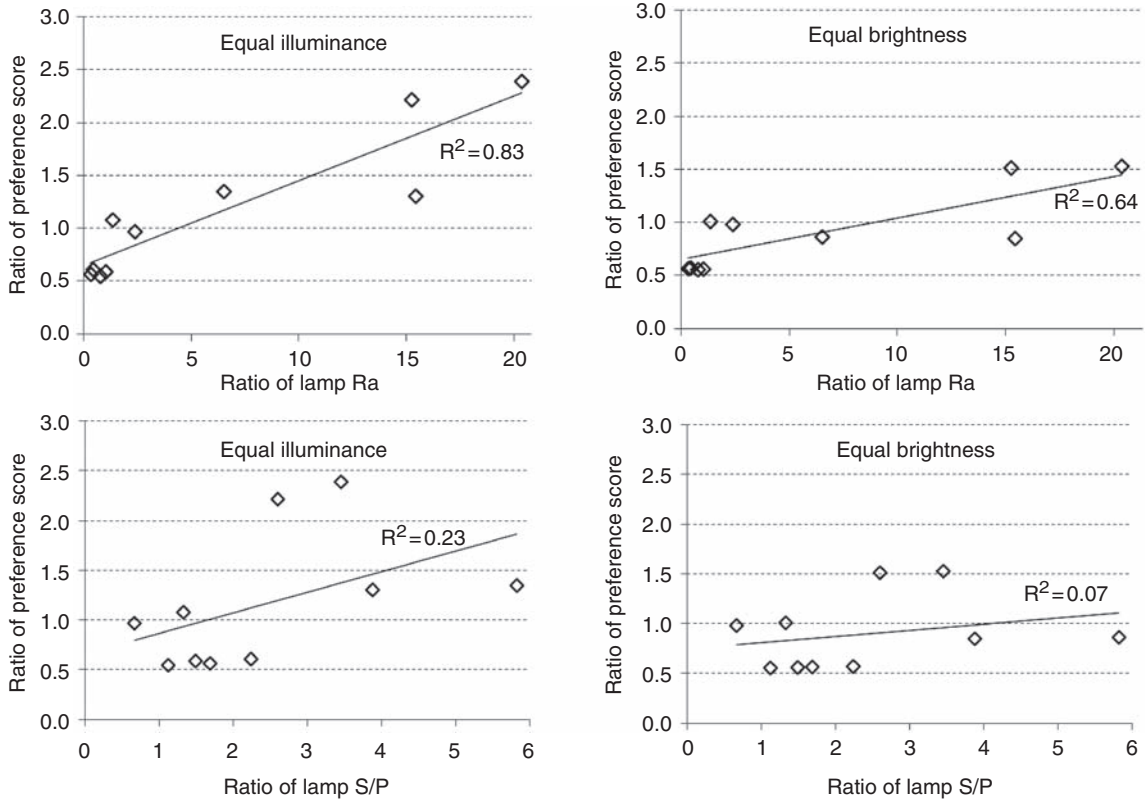 Equal illuminance
Ratio of preference score
3.0
2.5
2.0
1.5
1.0
0.5
0.0
R²=0.83
0 5 10 15 20
Ratio of lamp Ra
Equal brightness
Ratio of preference score
3.0
2.5
2.0
1.5
1.0
0.5
0.0
R²=0.64
0 5 10 15 20
Ratio of lamp Ra
Equal illuminance
Ratio of preference score
3.0
2.5
2.0
1.5
1.0
0.5
0.0
R²=0.23
0 1 2 3 4 5 6
Ratio of lamp S/P
Equal brightness
Ratio of preference score
3.0
2.5
2.0
1.5
1.0
0.5
0.0
R²=0.07
0 1 2 3 4 5 6
Ratio of lamp S/P